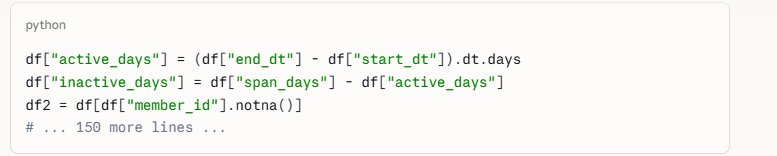 python
df["active_days"] = (df["end_dt"] - df["start_dt"]).dt.days
df["inactive_days"] = df["span_days"] - df["active_days"]
df2 = df[df["member_id"].notna()]
# ... 150 more lines ...